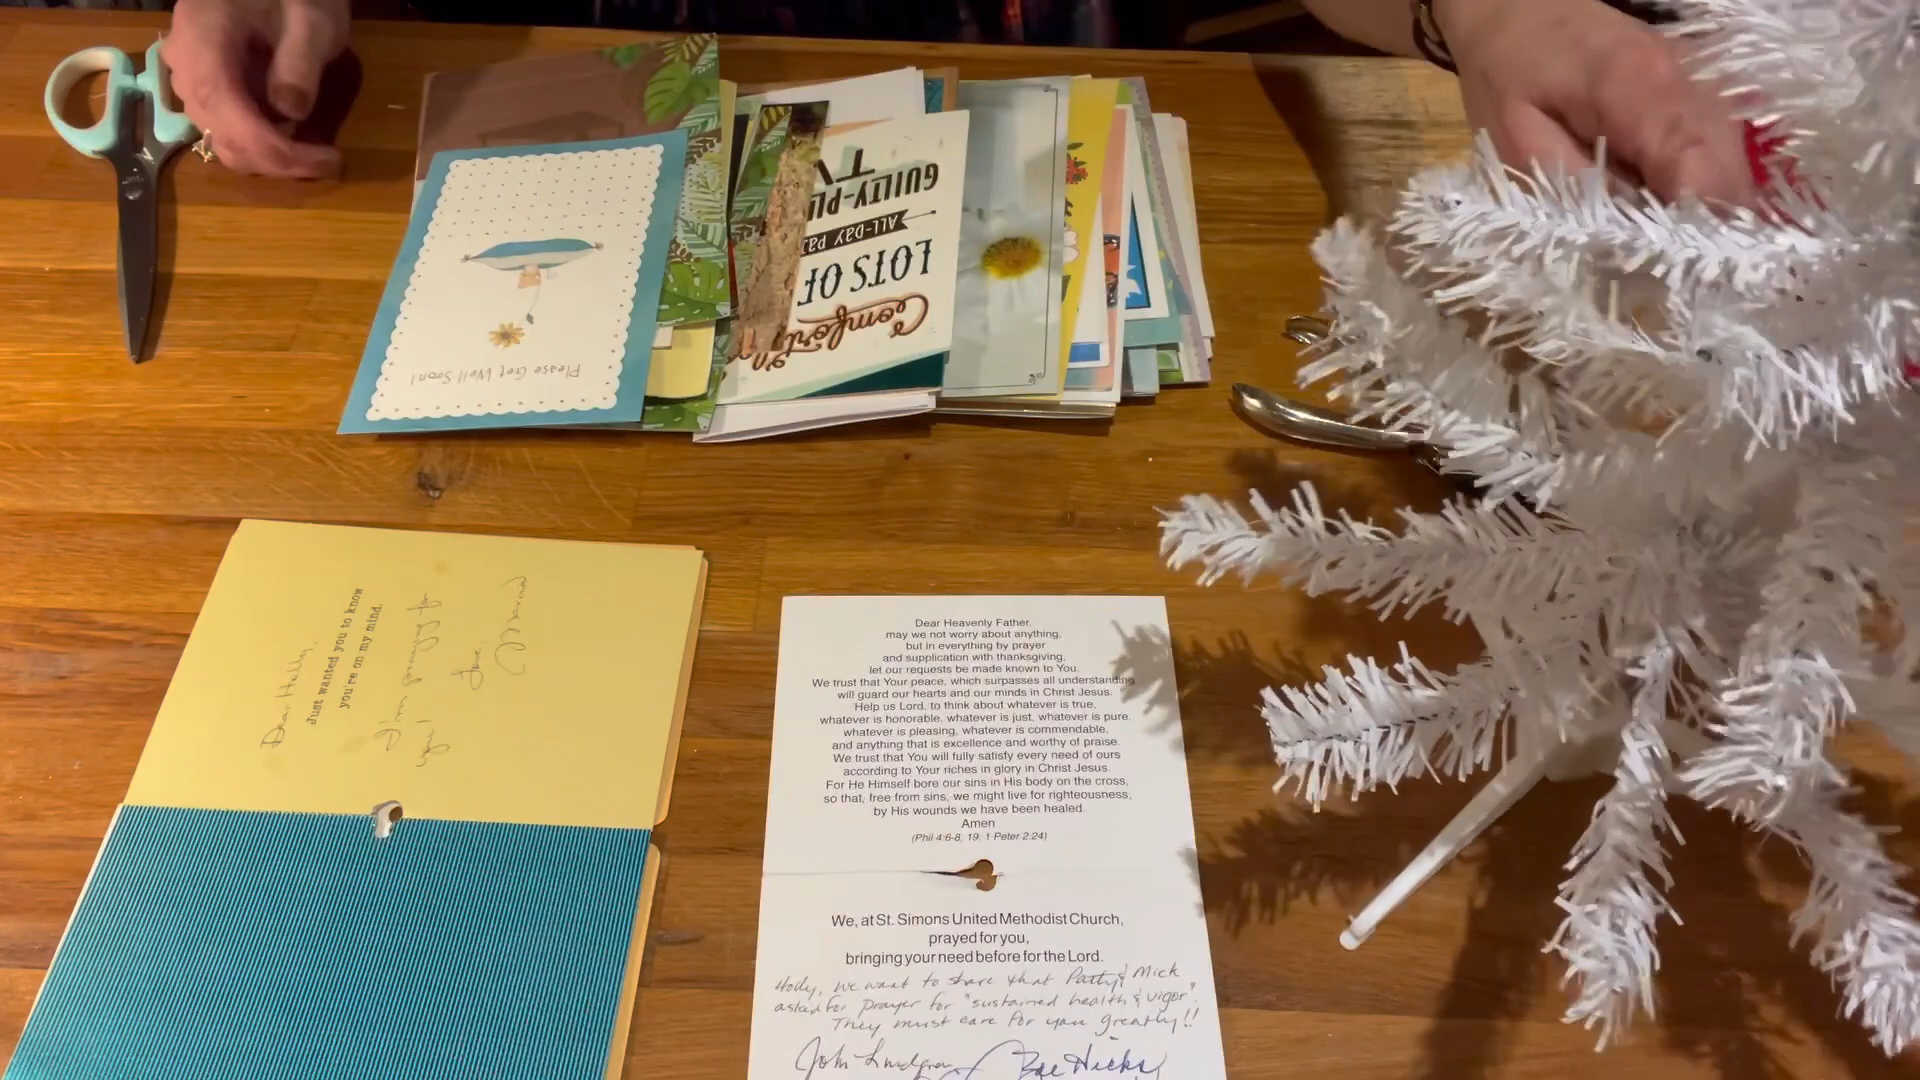 Please Get Well Soon!
Comfort
LOTS OF
ALL-DAY
GUILTY-
TV
Dear Holly,
Just wanted you to know
you're on my mind.
I'm praying for
you!
Love
Dear Heavenly Father,
may we not worry about anything,
but in everything by prayer
and supplication with thanksgiving,
let our requests be made known to You.
We trust that Your peace, which surpasses all understanding
will guard our hearts and our minds in Christ Jesus.
Help us Lord, to think about whatever is true,
whatever is honorable, whatever is just, whatever is pure.
whatever is pleasing, whatever is commendable,
and anything that is excellence and worthy of praise.
We trust that You will fully satisfy every need of ours
according to Your riches in glory in Christ Jesus.
For He Himself bore our sins in His body on the cross,
so that, free from sins, we might live for righteousness;
by His wounds we have been healed.
Amen
(Phil 4:6-8, 19; 1 Peter 2:24)
We, at St. Simons United Methodist Church,
prayed for you,
bringing your need before for the Lord.
Holly, we want to share that Patty & Mick
asked for prayer for "sustained health & vigor".
They must care for you greatly!!
John Lindgren Bae Hicks